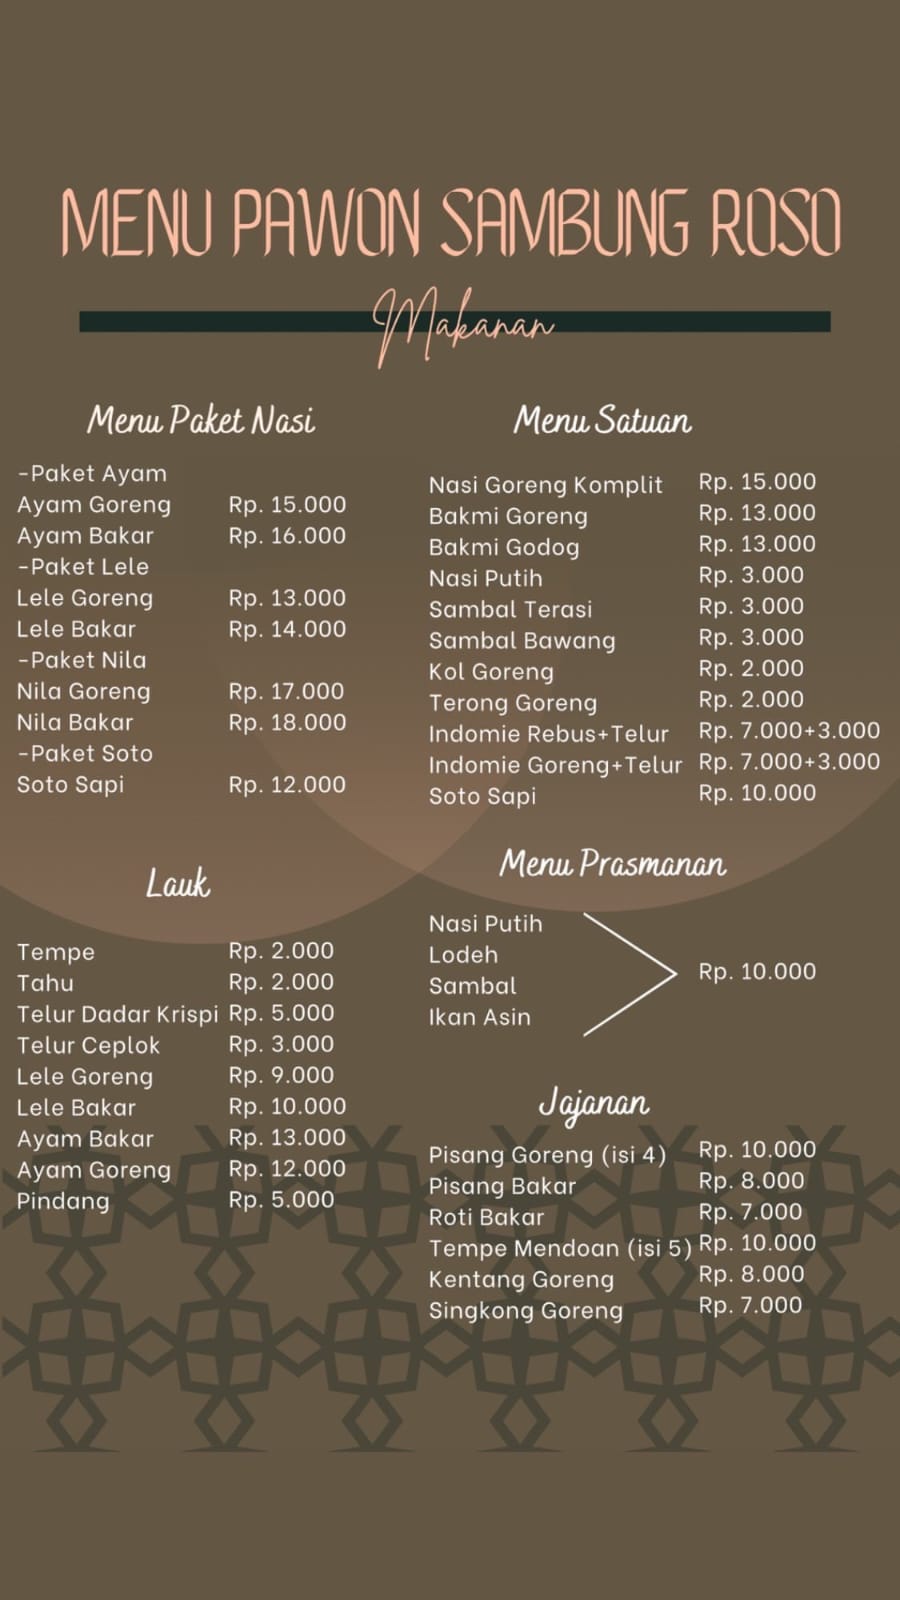 MENU PAWON SAMBUNG ROSO
Makanan
Menu Paket Nasi
-Paket Ayam
Ayam Goreng Rp. 15.000
Ayam Bakar Rp. 16.000
-Paket Lele
Lele Goreng Rp. 13.000
Lele Bakar Rp. 14.000
-Paket Nila
Nila Goreng Rp. 17.000
Nila Bakar Rp. 18.000
-Paket Soto
Soto Sapi Rp. 12.000
Lauk
Tempe Rp. 2.000
Tahu Rp. 2.000
Telur Dadar Krispi Rp. 5.000
Telur Ceplok Rp. 3.000
Lele Goreng Rp. 9.000
Lele Bakar Rp. 10.000
Ayam Bakar Rp. 13.000
Ayam Goreng Rp. 12.000
Pindang Rp. 5.000
Menu Satuan
Nasi Goreng Komplit Rp. 15.000
Bakmi Goreng Rp. 13.000
Bakmi Godog Rp. 13.000
Nasi Putih Rp. 3.000
Sambal Terasi Rp. 3.000
Sambal Bawang Rp. 3.000
Kol Goreng Rp. 2.000
Terong Goreng Rp. 2.000
Indomie Rebus+Telur Rp. 7.000+3.000
Indomie Goreng+Telur Rp. 7.000+3.000
Soto Sapi Rp. 10.000
Menu Prasmanan
Nasi Putih
Lodeh
Sambal
Ikan Asin
Rp. 10.000
Jajanan
Pisang Goreng (isi 4) Rp. 10.000
Pisang Bakar Rp. 8.000
Roti Bakar Rp. 7.000
Tempe Mendoan (isi 5) Rp. 10.000
Kentang Goreng Rp. 8.000
Singkong Goreng Rp. 7.000